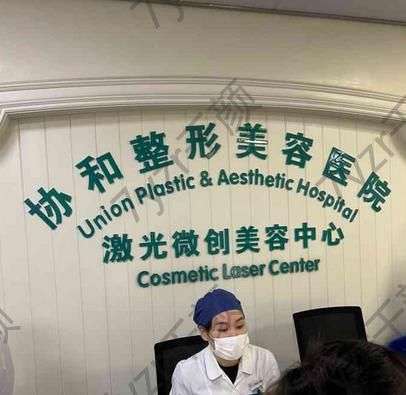 协和整形美容医院
Union Plastic & Aesthetic Hospital
激光微创美容中心
Cosmetic Laser Center